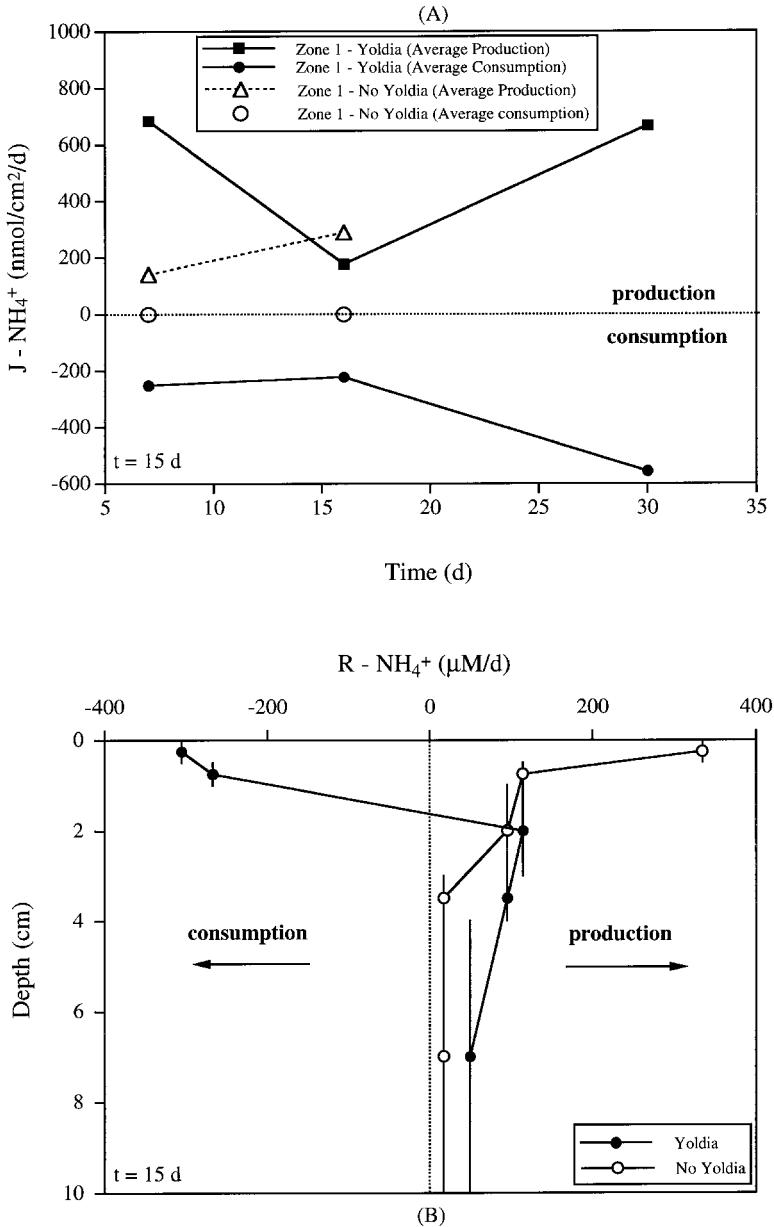 (A)
1000
800
600
400
200
0
-200
-400
-600
J - NH₄⁺ (nmol/cm²/d)
Zone 1 - Yoldia (Average Production)
Zone 1 - Yoldia (Average Consumption)
Zone 1 - No Yoldia (Average Production)
Zone 1 - No Yoldia (Average consumption)
production
consumption
t = 15 d
5 10 15 20 25 30 35
Time (d)
R - NH₄⁺ (μM/d)
-400 -200 0 200 400
0
2
4
6
8
10
Depth (cm)
consumption
production
Yoldia
No Yoldia
t = 15 d
(B)